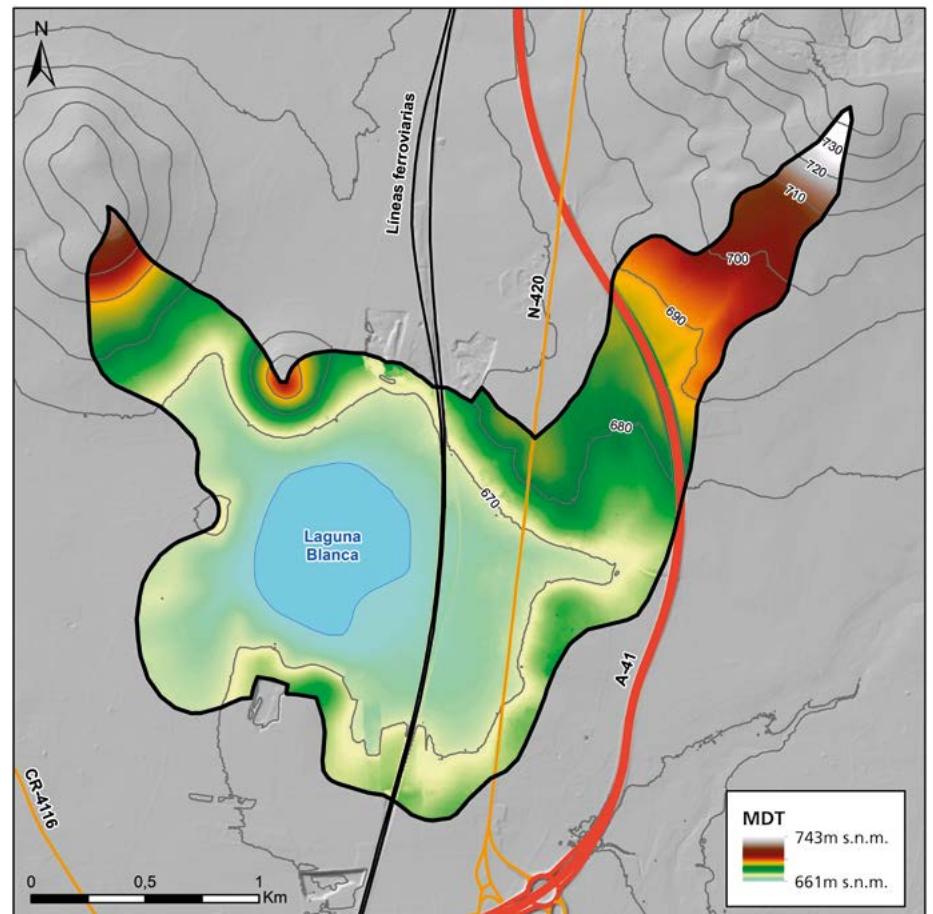 N
Líneas ferroviarias
N-420
730
720
710
700
690
680
670
Laguna
Blanca
A-41
CR-4116
MDT
743m s.n.m.
661m s.n.m.
0
0,5
1
Km